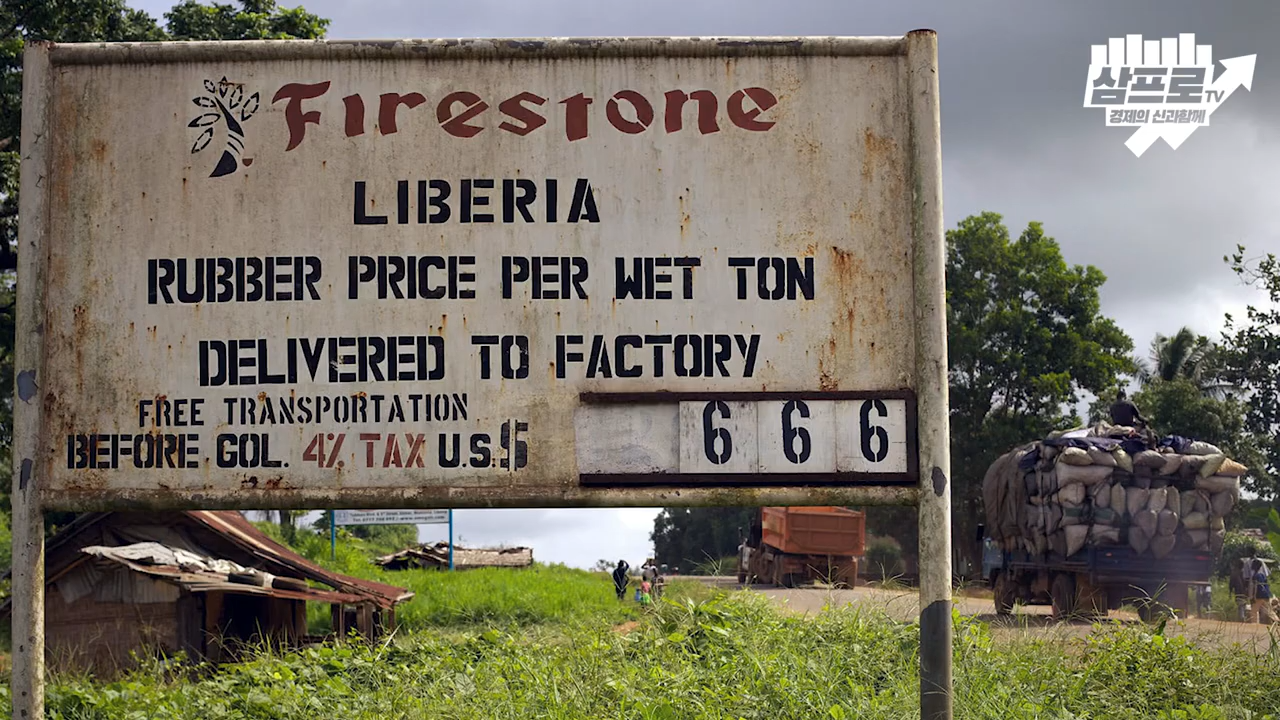 Firestone
LIBERIA
RUBBER PRICE PER WET TON
DELIVERED TO FACTORY
FREE TRANSPORTATION
BEFORE GOL. 4% TAX U.S.$ 666
삼프로TV
경제의 신과함께